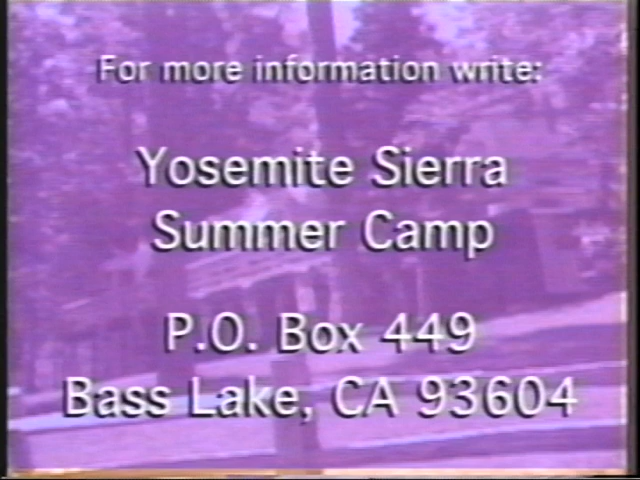 For more information write:
Yosemite Sierra
Summer Camp
P.O. Box 449
Bass Lake, CA 93604